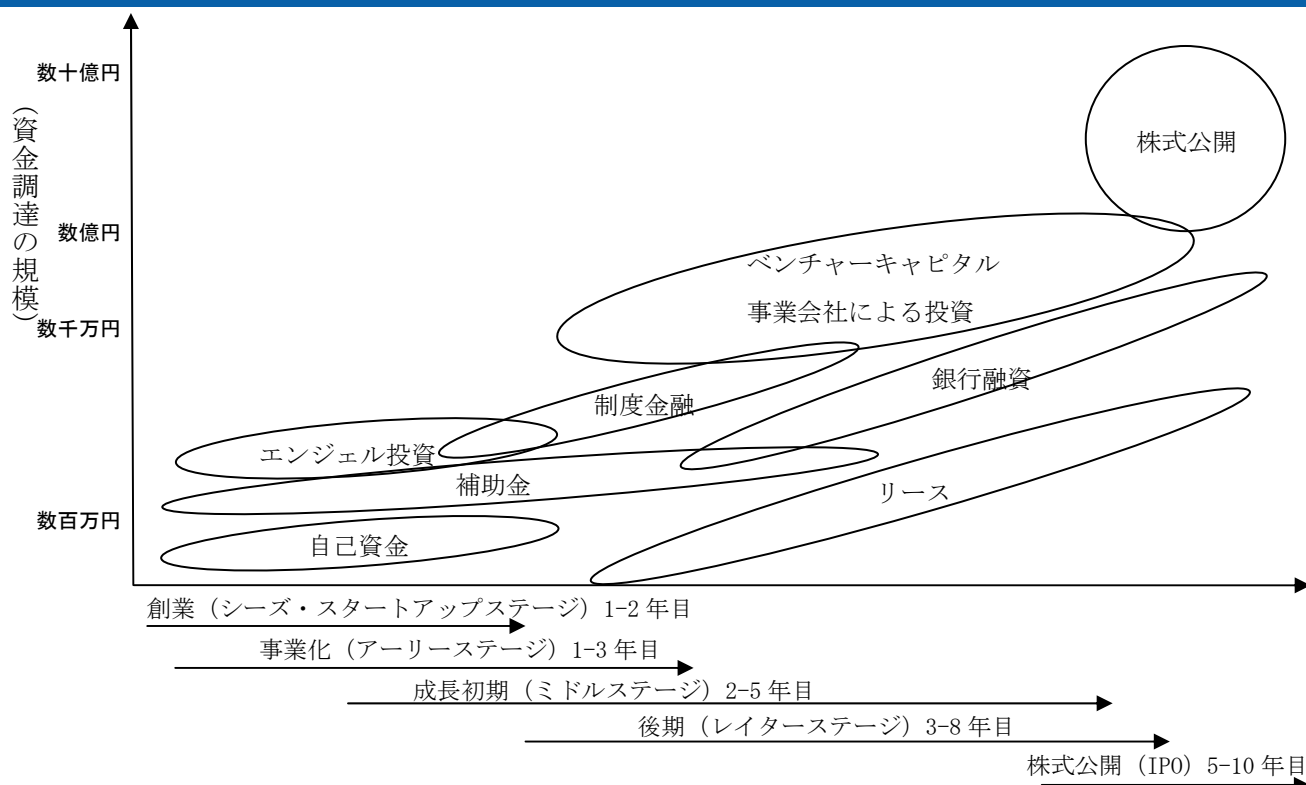 数十億円
(資金調達の規模)
株式公開
数億円
ベンチャーキャピタル
事業会社による投資
数千万円
銀行融資
制度金融
エンジェル投資
補助金
リース
数百万円
自己資金
創業（シーズ・スタートアップステージ）1-2 年目
事業化（アーリーステージ）1-3 年目
成長初期（ミドルステージ）2-5 年目
後期（レイターステージ）3-8 年目
株式公開（IPO）5-10 年目